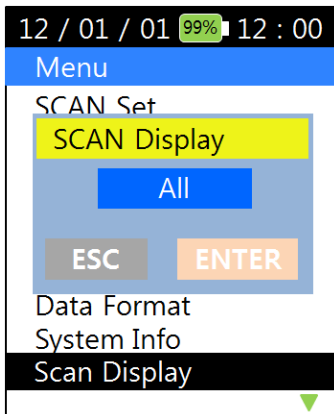 12 / 01 / 01 99% 12 : 00
Menu
SCAN Set
SCAN Display
All
ESC ENTER
Data Format
System Info
Scan Display